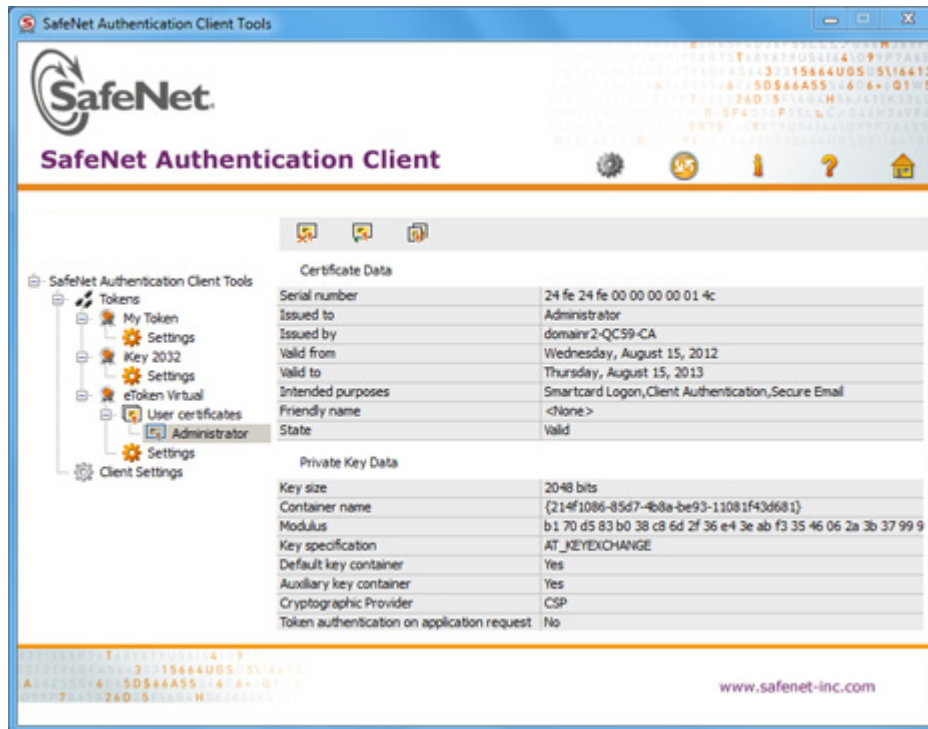 SafeNet Authentication Client Tools
SafeNet.
SafeNet Authentication Client
SafeNet Authentication Client Tools
Tokens
My Token
Settings
iKey 2032
Settings
eToken Virtual
User certificates
Administrator
Settings
Client Settings
Certificate Data
Serial number 24 fe 24 fe 00 00 00 00 01 4c
Issued to Administrator
Issued by domainr2-QC59-CA
Valid from Wednesday, August 15, 2012
Valid to Thursday, August 15, 2013
Intended purposes Smartcard Logon,Client Authentication,Secure Email
Friendly name <None>
State Valid
Private Key Data
Key size 2048 bits
Container name {214f1086-85d7-4b8a-be93-11081f43d681}
Modulus b1 70 d5 83 b0 38 c8 6d 2f 36 e4 3e ab f3 35 46 06 2a 3b 37 99 9
Key specification AT_KEYEXCHANGE
Default key container Yes
Auxiliary key container Yes
Cryptographic Provider CSP
Token authentication on application request No
www.safenet-inc.com